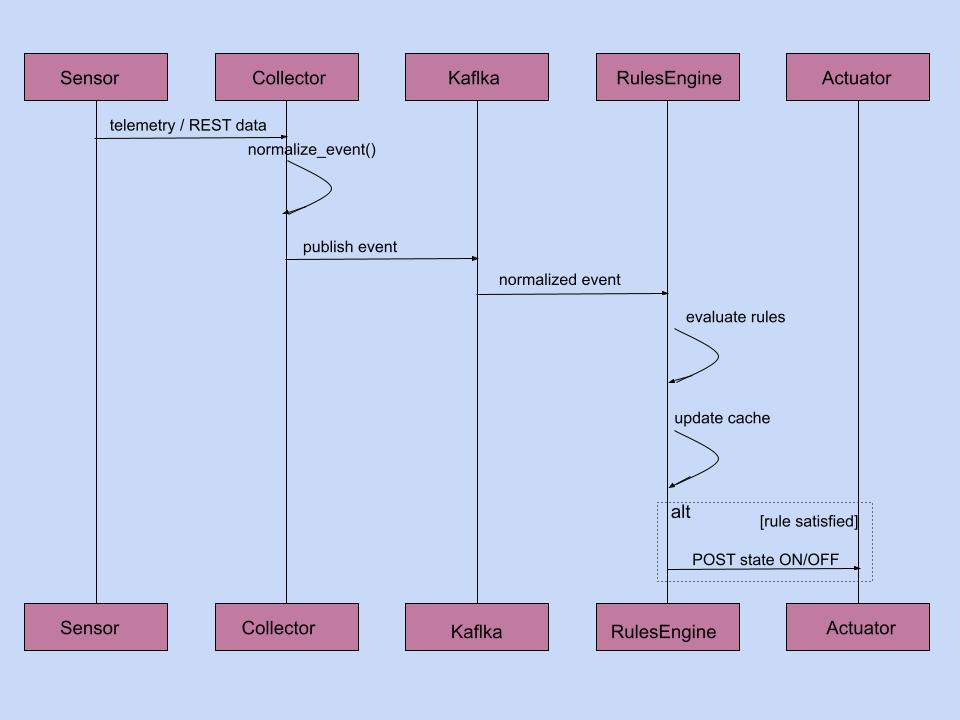 Sensor
Collector
Kaflka
RulesEngine
Actuator
telemetry / REST data
normalize_event()
publish event
normalized event
evaluate rules
update cache
alt
[rule satisfied]
POST state ON/OFF
Sensor
Collector
Kaflka
RulesEngine
Actuator